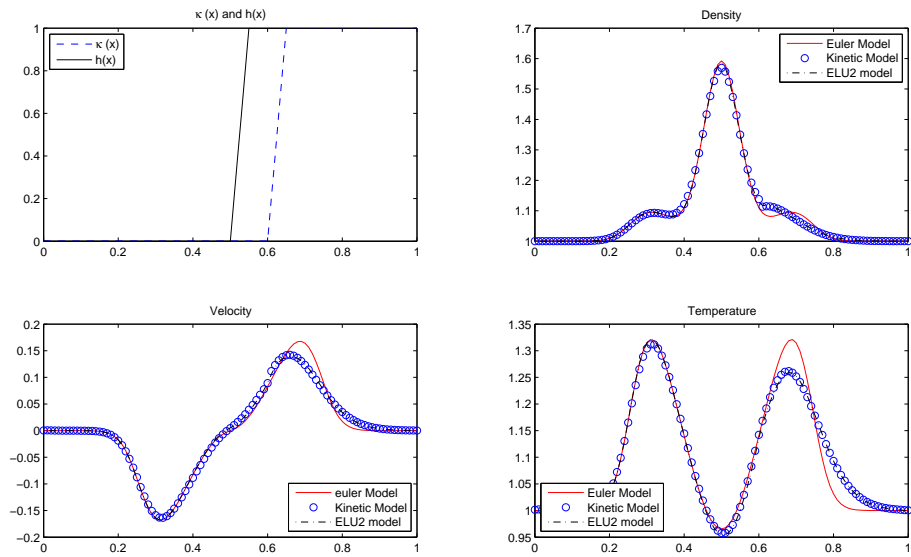 κ (x) and h(x)
1
0.8
0.6
0.4
0.2
0
0 0.2 0.4 0.6 0.8 1
κ (x)
h(x)
Density
1.7
1.6
1.5
1.4
1.3
1.2
1.1
1
0 0.2 0.4 0.6 0.8 1
Euler Model
Kinetic Model
ELU2 model
Velocity
0.2
0.15
0.1
0.05
0
−0.05
−0.1
−0.15
−0.2
0 0.2 0.4 0.6 0.8 1
euler Model
Kinetic Model
ELU2 model
Temperature
1.35
1.3
1.25
1.2
1.15
1.1
1.05
1
0.95
0 0.2 0.4 0.6 0.8 1
Euler Model
Kinetic Model
ELU2 model